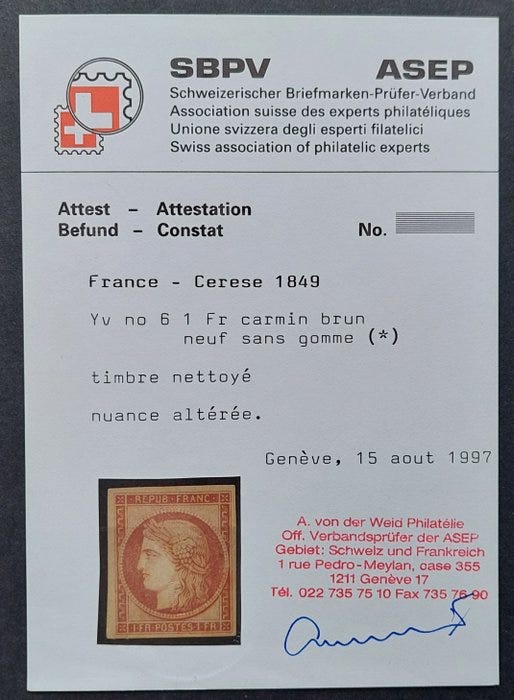 SBPV ASEP
Schweizerischer Briefmarken-Prüfer-Verband
Association suisse des experts philatéliques
Unione svizzera degli esperti filatelici
Swiss association of philatelic experts
Attest – Attestation
Befund – Constat No.
France - Cerese 1849
Yv no 6 1 Fr carmin brun
neuf sans gomme (*)
timbre nettoyé
nuance altérée.
Genève, 15 aout 1997
REPUB·FRANC·
1·FR·POSTES·1·FR
A. von der Weid Philatélie
Off. Verbandsprüfer der ASEP
Gebiet: Schweiz und Frankreich
1 rue Pedro-Meylan, case 355
1211 Genève 17
Tél. 022 735 75 10 Fax 735 76 90